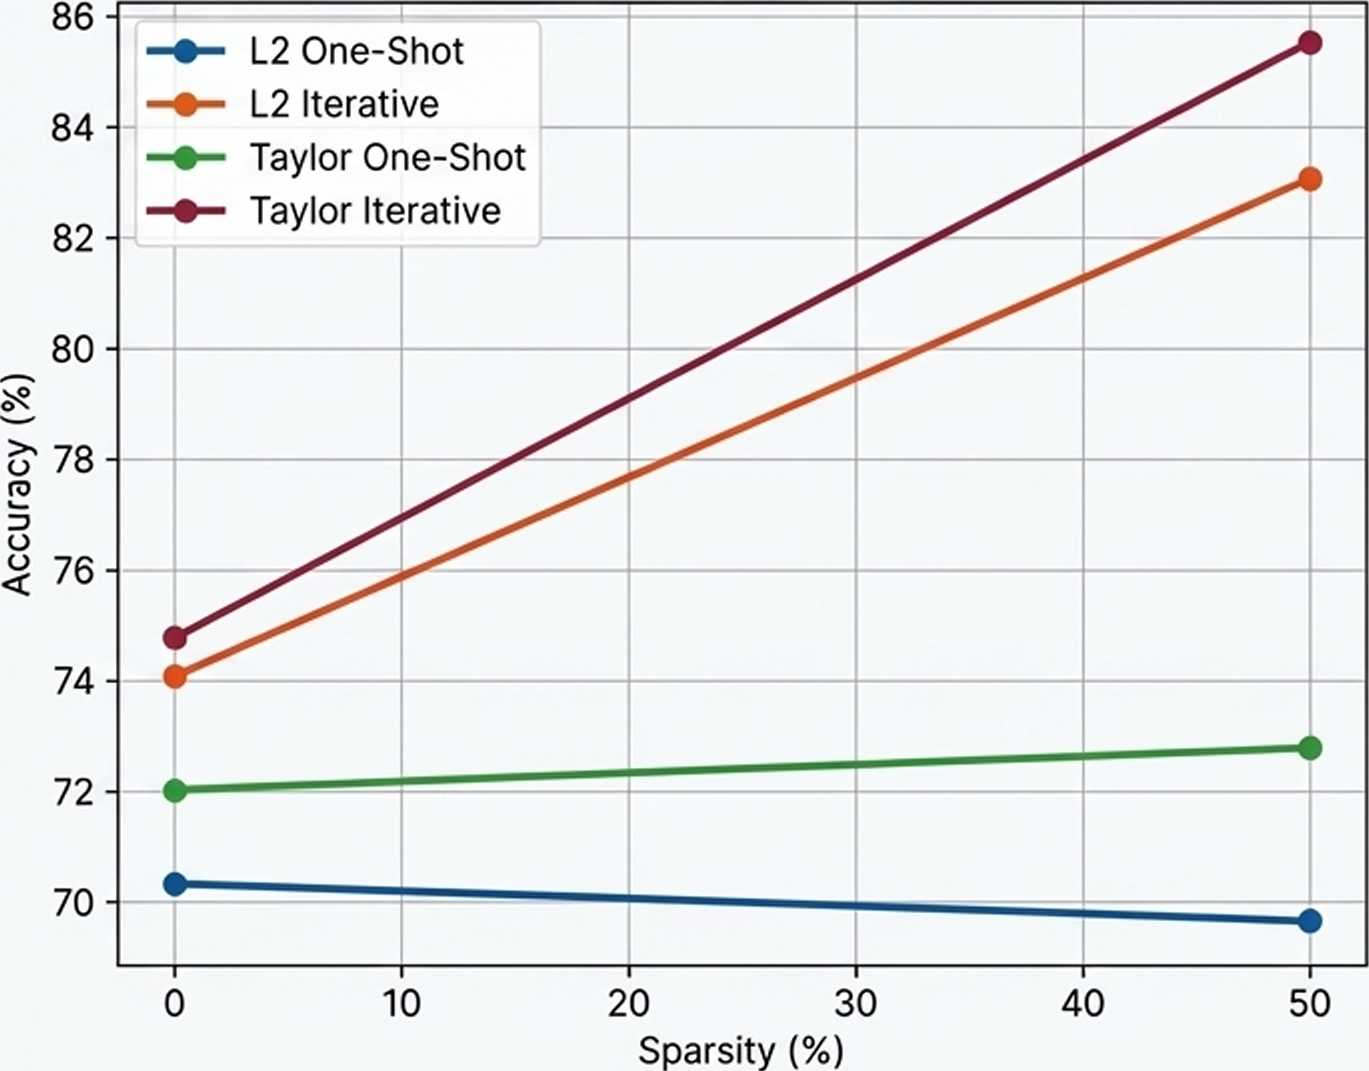 86
84
82
80
78
76
74
72
70
Accuracy (%)
L2 One-Shot
L2 Iterative
Taylor One-Shot
Taylor Iterative
0 10 20 30 40 50
Sparsity (%)